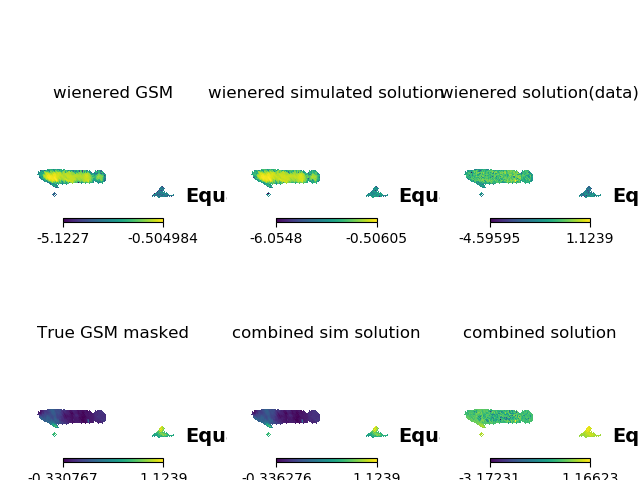 wienered GSM
wienered simulated solution
wienered solution(data)
Equ
Equ
Eq
-5.1227
-0.504984
-6.0548
-0.50605
-4.59595
1.1239
True GSM masked
combined sim solution
combined solution
Equ
Equ
Eq
-0.330767
1.1239
-0.336276
1.1239
-3.17231
1.16623